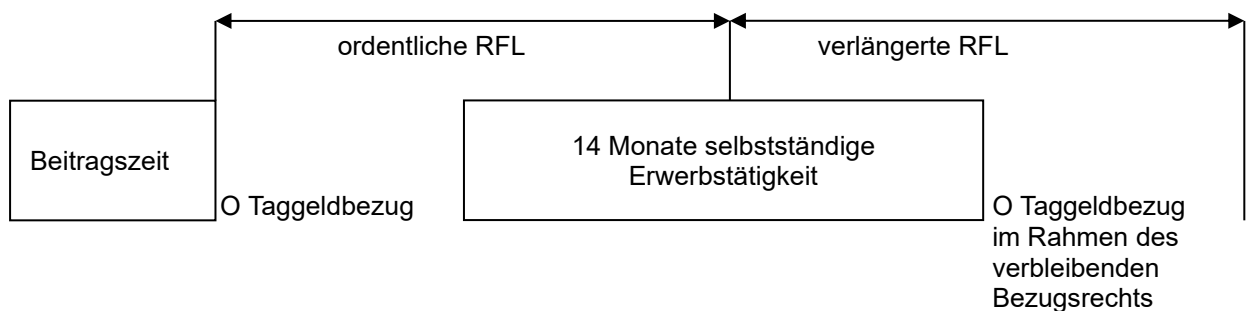 ordentliche RFL
verlängerte RFL
Beitragszeit
14 Monate selbstständige
Erwerbstätigkeit
O Taggeldbezug
O Taggeldbezug
im Rahmen des
verbleibenden
Bezugsrechts